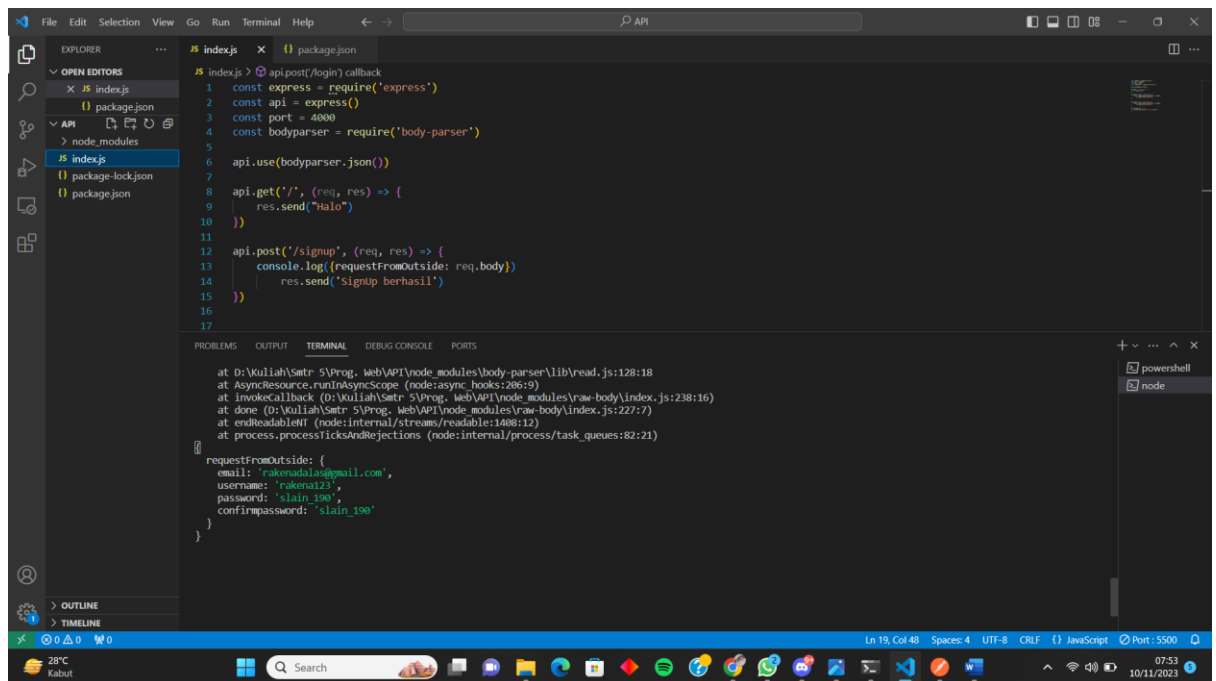 File Edit Selection View Go Run Terminal Help
API
EXPLORER
OPEN EDITORS
JS index.js
{} package.json
API
node_modules
JS index.js
{} package-lock.json
{} package.json
OUTLINE
TIMELINE
JS index.js {} package.json
JS index.js > api.post('/login') callback
1 const express = require('express')
2 const api = express()
3 const port = 4000
4 const bodyparser = require('body-parser')
5
6 api.use(bodyparser.json())
7
8 api.get('/', (req, res) => {
9 res.send("Halo")
10 })
11
12 api.post('/signup', (req, res) => {
13 console.log({requestFromOutside: req.body})
14 res.send('SignUp berhasil')
15 })
16
17
PROBLEMS OUTPUT TERMINAL DEBUG CONSOLE PORTS
at D:\Kuliah\Smtr 5\Prog. Web\API\node_modules\body-parser\lib\read.js:128:18
at AsyncResource.runInAsyncScope (node:async_hooks:206:9)
at invokeCallback (D:\Kuliah\Smtr 5\Prog. Web\API\node_modules\raw-body\index.js:238:16)
at done (D:\Kuliah\Smtr 5\Prog. Web\API\node_modules\raw-body\index.js:227:7)
at endReadableNT (node:internal/streams/readable:1408:12)
at process.processTicksAndRejections (node:internal/process/task_queues:82:21)
{
requestFromOutside: {
email: 'rakenadalas@gmail.com',
username: 'rakena123',
password: 'slain_190',
confirmpassword: 'slain_190'
}
}
powershell
node
0 0 0
Ln 19, Col 48 Spaces: 4 UTF-8 CRLF {} JavaScript Port : 5500
28°C
Kabut
Search
07:53
10/11/2023